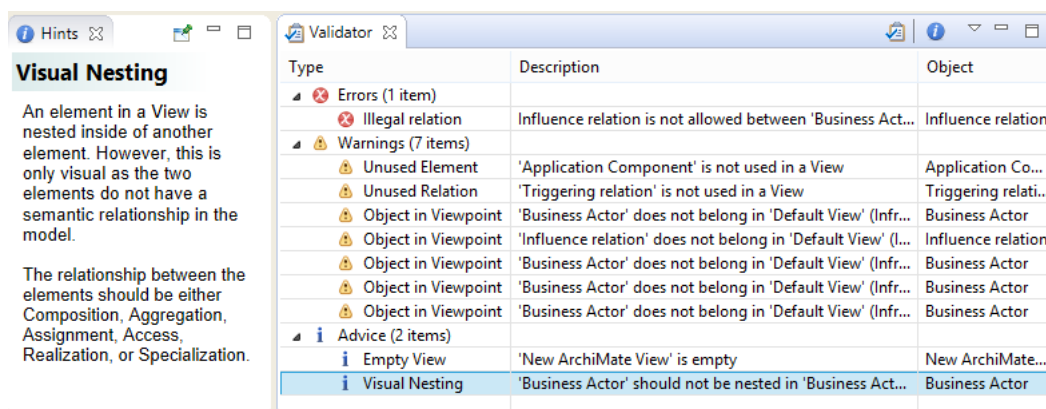 Hints
Visual Nesting
An element in a View is
nested inside of another
element. However, this is
only visual as the two
elements do not have a
semantic relationship in the
model.
The relationship between the
elements should be either
Composition, Aggregation,
Assignment, Access,
Realization, or Specialization.
Validator
Type Description Object
Errors (1 item)
Illegal relation Influence relation is not allowed between 'Business Act... Influence relation
Warnings (7 items)
Unused Element 'Application Component' is not used in a View Application Co...
Unused Relation 'Triggering relation' is not used in a View Triggering relati...
Object in Viewpoint 'Business Actor' does not belong in 'Default View' (Infr... Business Actor
Object in Viewpoint 'Influence relation' does not belong in 'Default View' (I... Influence relation
Object in Viewpoint 'Business Actor' does not belong in 'Default View' (Infr... Business Actor
Object in Viewpoint 'Business Actor' does not belong in 'Default View' (Infr... Business Actor
Object in Viewpoint 'Business Actor' does not belong in 'Default View' (Infr... Business Actor
Advice (2 items)
Empty View 'New ArchiMate View' is empty New ArchiMate...
Visual Nesting 'Business Actor' should not be nested in 'Business Act... Business Actor